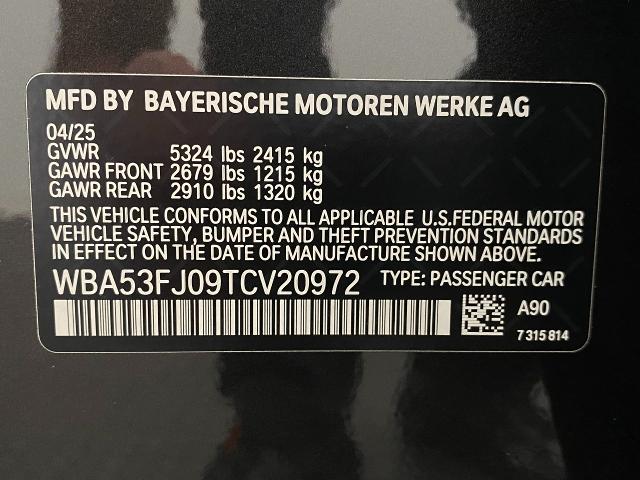 MFD BY BAYERISCHE MOTOREN WERKE AG
04/25
GVWR 5324 lbs 2415 kg
GAWR FRONT 2679 lbs 1215 kg
GAWR REAR 2910 lbs 1320 kg
THIS VEHICLE CONFORMS TO ALL APPLICABLE U.S.FEDERAL MOTOR
VEHICLE SAFETY, BUMPER AND THEFT PREVENTION STANDARDS
IN EFFECT ON THE DATE OF MANUFACTURE SHOWN ABOVE.
WBA53FJ09TCV20972 TYPE: PASSENGER CAR
A90
7 315 814